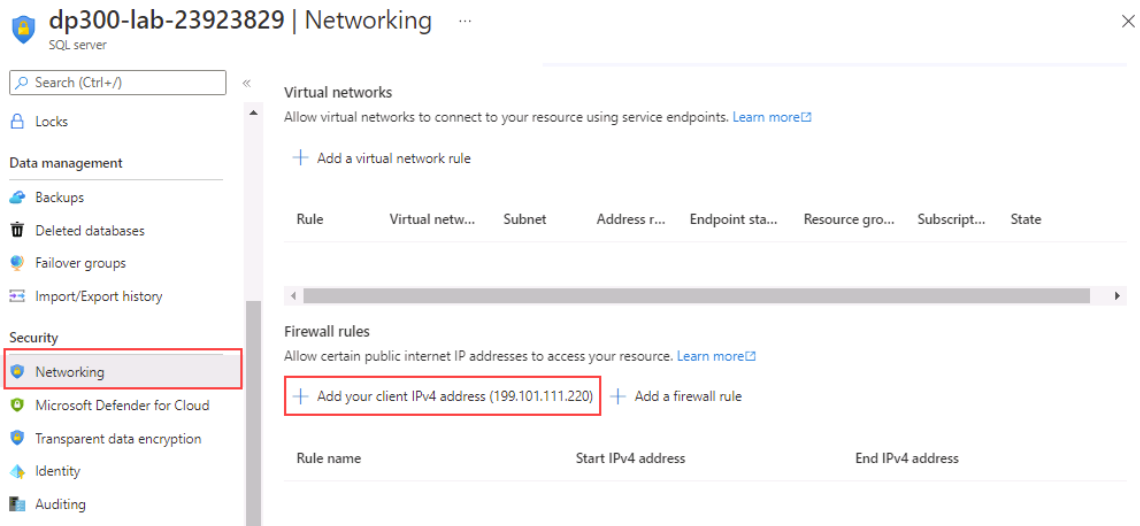 dp300-lab-23923829 | Networking ...
SQL server
Search (Ctrl+/)
Locks
Data management
Backups
Deleted databases
Failover groups
Import/Export history
Security
Networking
Microsoft Defender for Cloud
Transparent data encryption
Identity
Auditing
Virtual networks
Allow virtual networks to connect to your resource using service endpoints. Learn more
Add a virtual network rule
Rule Virtual netw... Subnet Address r... Endpoint sta... Resource gro... Subscript... State
Firewall rules
Allow certain public internet IP addresses to access your resource. Learn more
Add your client IPv4 address (199.101.111.220) Add a firewall rule
Rule name Start IPv4 address End IPv4 address